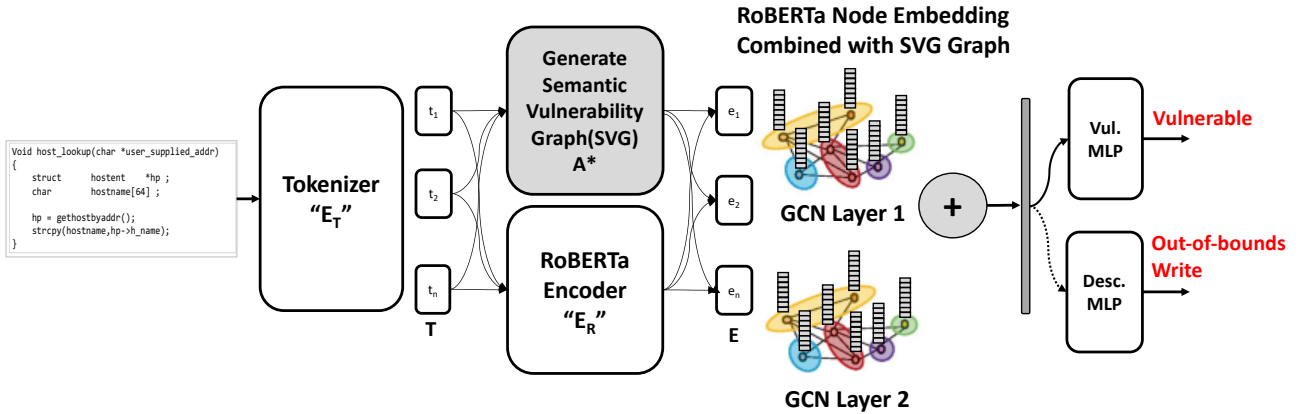 Void host_lookup(char *user_supplied_addr)
{
struct hostent *hp ;
char hostname[64] ;
hp = gethostbyaddr();
strcpy(hostname,hp->h_name);
}
Tokenizer
“E_T”
t_1
t_2
t_n
T
Generate
Semantic
Vulnerability
Graph(SVG)
A*
RoBERTa
Encoder
“E_R”
e_1
e_2
e_n
E
RoBERTa Node Embedding
Combined with SVG Graph
GCN Layer 1
GCN Layer 2
+
Vul.
MLP
Vulnerable
Desc.
MLP
Out-of-bounds
Write